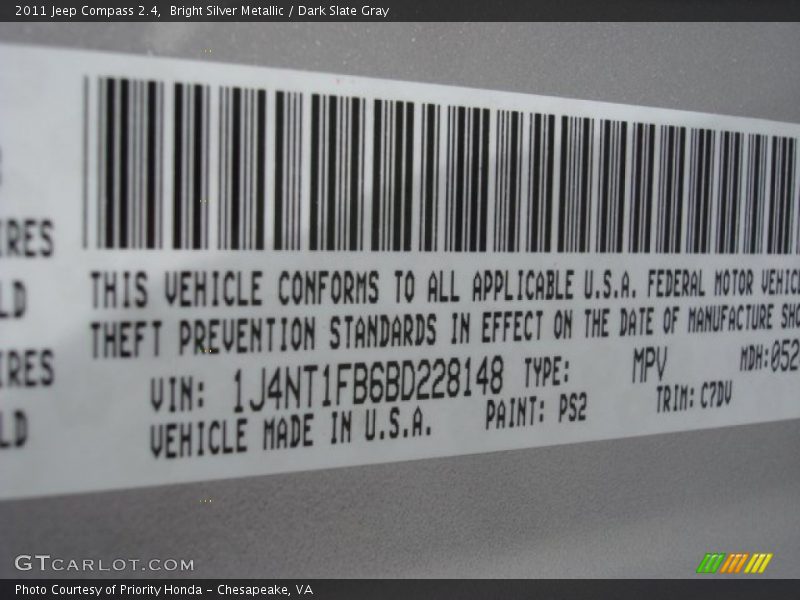 2011 Jeep Compass 2.4,  Bright Silver Metallic / Dark Slate Gray
THIS VEHICLE CONFORMS TO ALL APPLICABLE U.S.A. FEDERAL MOTOR VEHIC
THEFT PREVENTION STANDARDS IN EFFECT ON THE DATE OF MANUFACTURE SHO
VIN: 1J4NT1FB6BD228148 TYPE: MPV MDH:052
VEHICLE MADE IN U.S.A. PAINT: PS2 TRIM: C7DV
IRES
LD
IRES
LD
GTCARLOT.COM
Photo Courtesy of Priority Honda - Chesapeake, VA